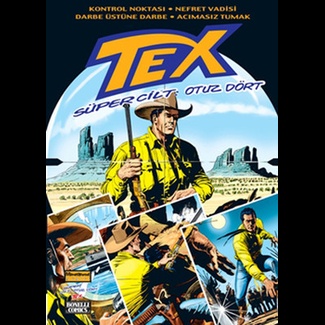 KONTROL NOKTASI • NEFRET VADİSİ
DARBE ÜSTÜNE DARBE • ACIMASIZ TUMAK
TEX
SÜPER CİLT: OTUZ DÖRT
BONELLI
COMICS